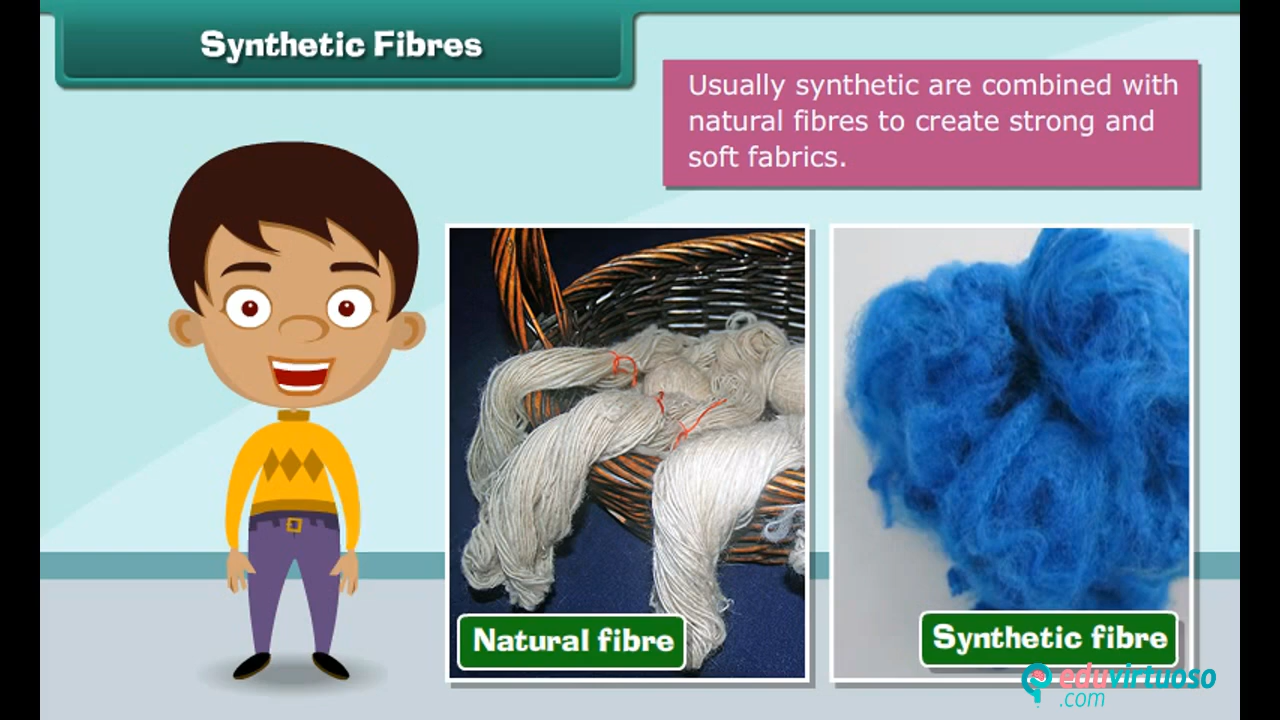 Synthetic Fibres
Usually synthetic are combined with
natural fibres to create strong and
soft fabrics.
Natural fibre
Synthetic fibre
eduvirtuoso
.com